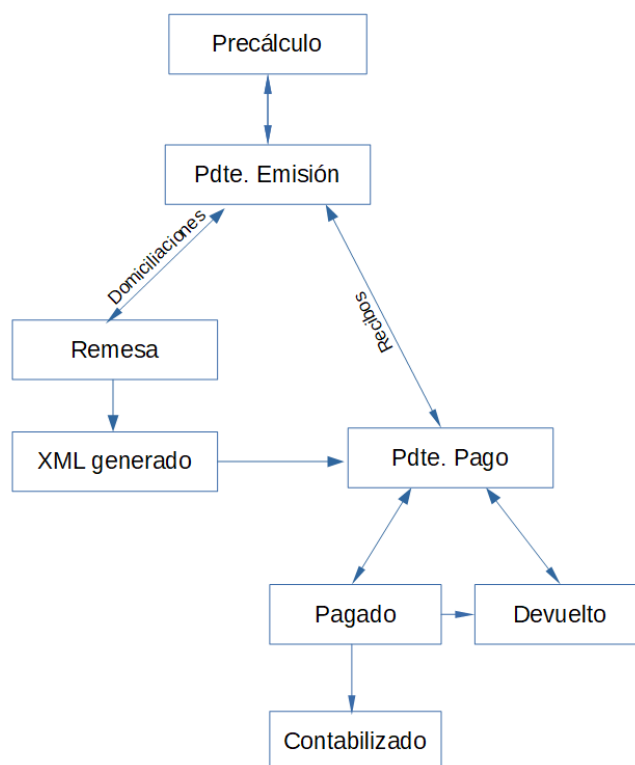 Precálculo
Pdte. Emisión
Domiciliaciones
Recibos
Remesa
XML generado
Pdte. Pago
Pagado
Devuelto
Contabilizado